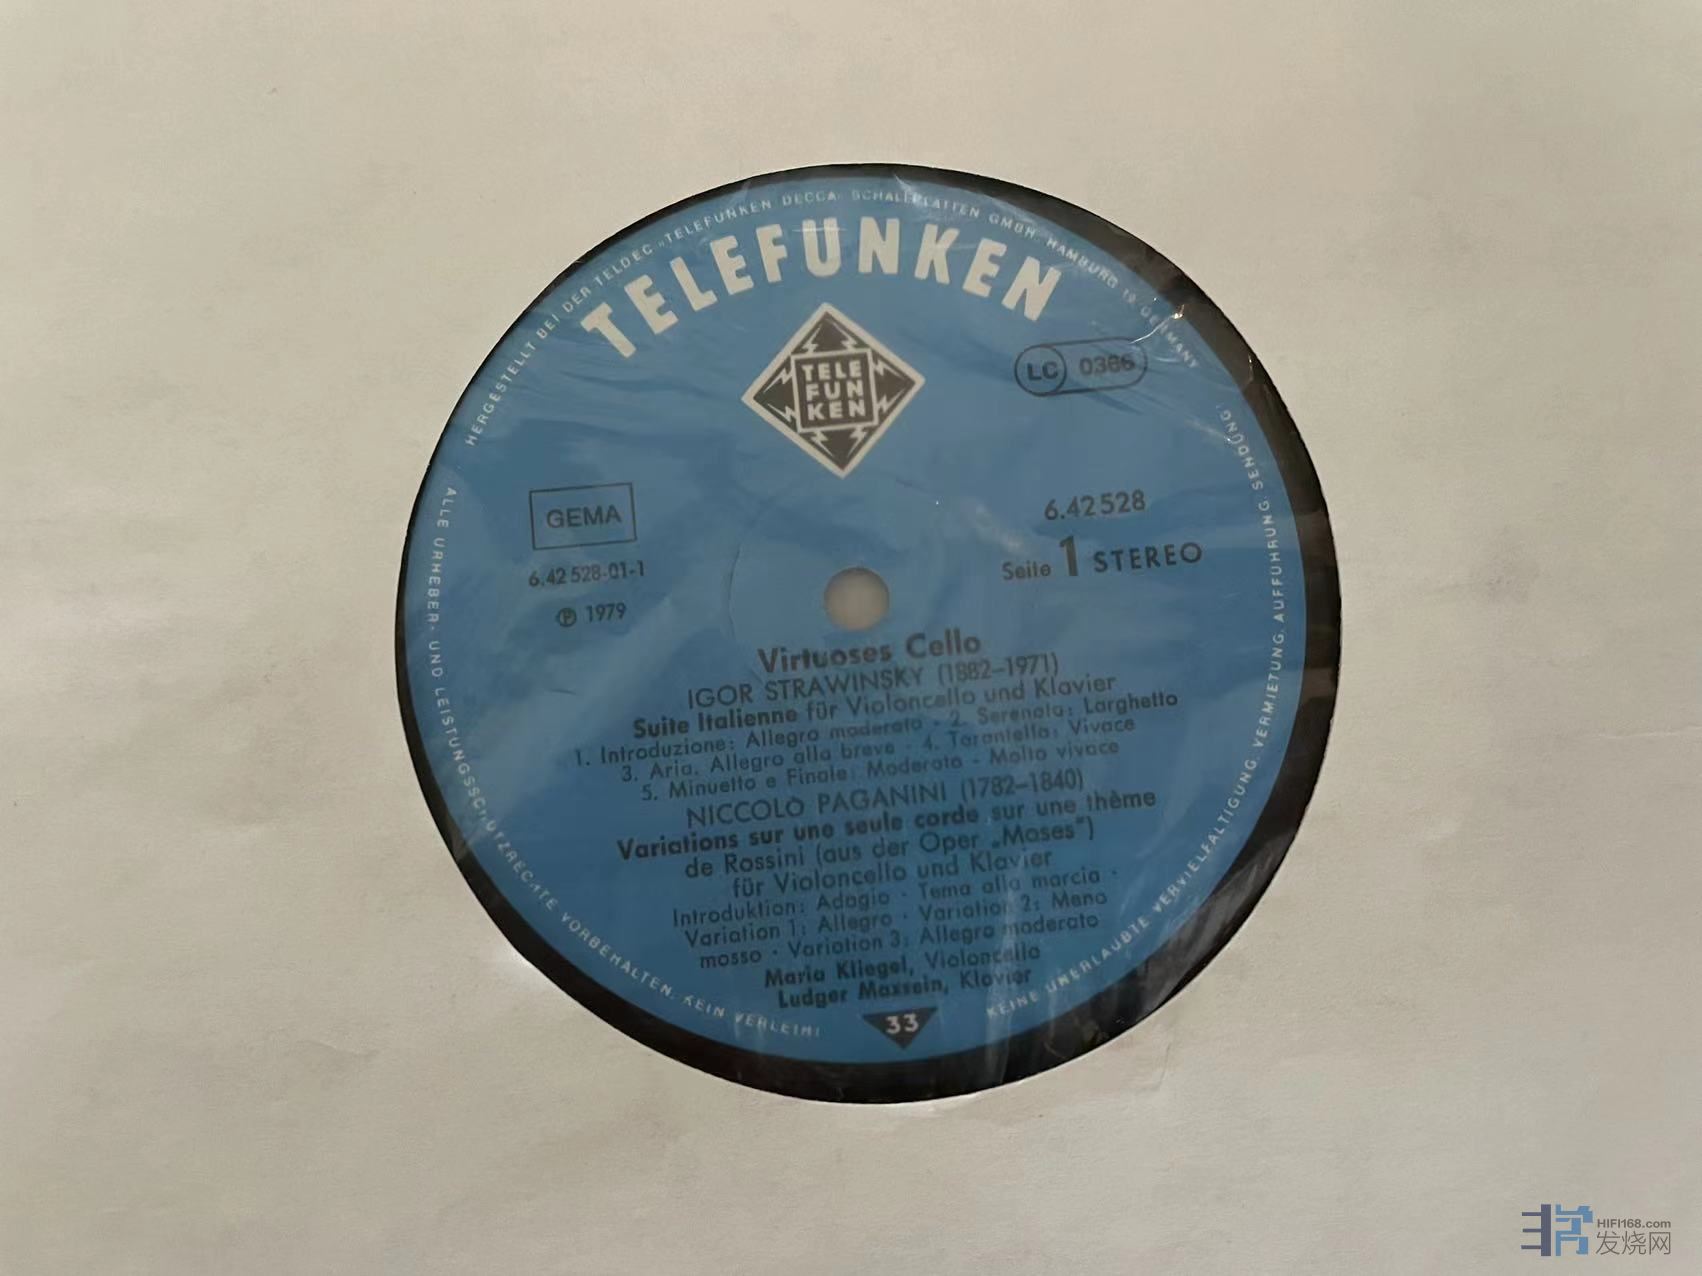 HERGESTELLT BEI DER TELDEC »TELEFUNKEN DECCA« SCHALLPLATTEN GMBH. HAMBURG 19, GERMANY
TELEFUNKEN
TELE
FUN
KEN
LC 0366
GEMA
6.42 528-01-1
℗ 1979
6.42528
Seite 1 STEREO
Virtuoses Cello
IGOR STRAWINSKY (1882–1971)
Suite Italienne für Violoncello und Klavier
1. Introduzione: Allegro moderato · 2. Serenata: Larghetto
3. Aria. Allegro alla breve · 4. Tarantella: Vivace
5. Minuetto e Finale: Moderato - Molto vivace
NICCOLÒ PAGANINI (1782–1840)
Variations sur une seule corde sur une thème
de Rossini (aus der Oper „Moses“)
für Violoncello und Klavier
Introduktion: Adagio · Tema alla marcia ·
Variation 1: Allegro · Variation 2: Meno
mosso · Variation 3: Allegro moderato
Maria Kliegel, Violoncello
Ludger Maxsein, Klavier
33
ALLE URHEBER- UND LEISTUNGSSCHUTZRECHTE VORBEHALTEN. KEIN VERLEIH!
KEINE UNERLAUBTE VERVIELFÄLTIGUNG, VERMIETUNG, AUFFÜHRUNG, SENDUNG!
HIFI168.com
发烧网